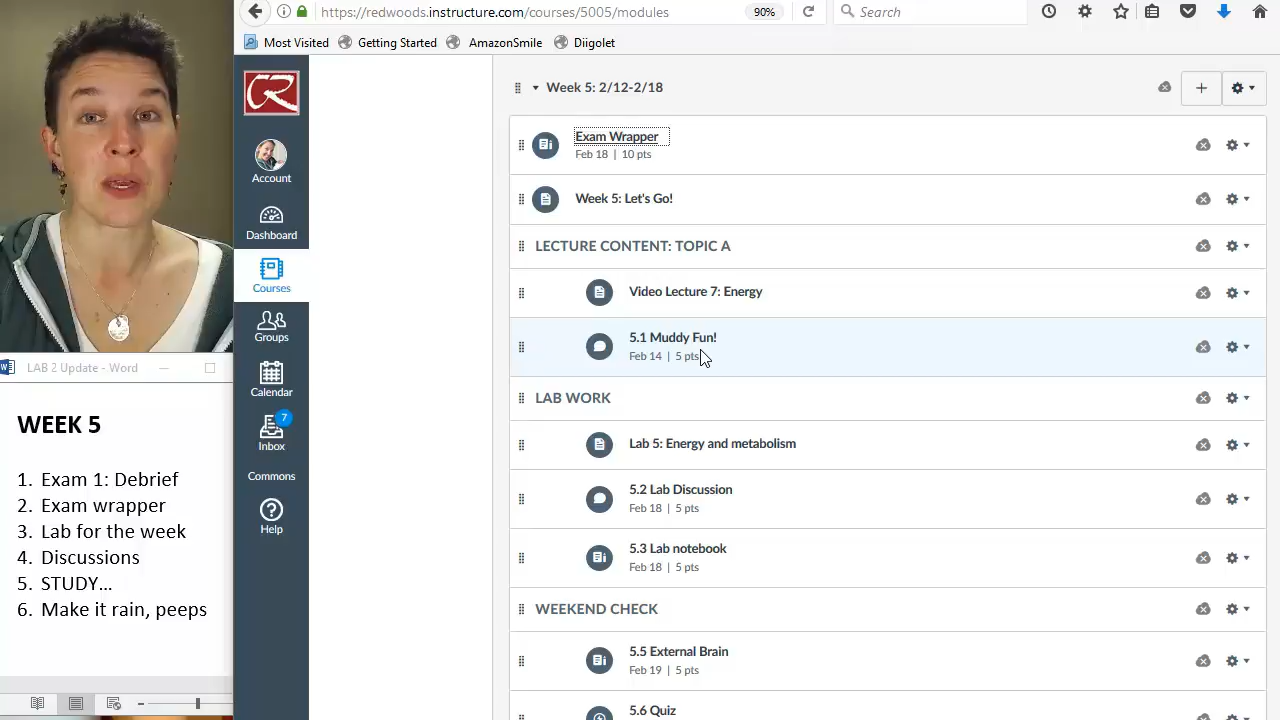 https://redwoods.instructure.com/courses/5005/modules
90%
Search
Most Visited
Getting Started
AmazonSmile
Diigolet
CR
Account
Dashboard
Courses
Groups
Calendar
7
Inbox
Commons
Help
Week 5: 2/12-2/18
Exam Wrapper
Feb 18 | 10 pts
Week 5: Let's Go!
LECTURE CONTENT: TOPIC A
Video Lecture 7: Energy
5.1 Muddy Fun!
Feb 14 | 5 pts
LAB WORK
Lab 5: Energy and metabolism
5.2 Lab Discussion
Feb 18 | 5 pts
5.3 Lab notebook
Feb 18 | 5 pts
WEEKEND CHECK
5.5 External Brain
Feb 19 | 5 pts
5.6 Quiz
LAB 2 Update - Word
WEEK 5
1. Exam 1: Debrief
2. Exam wrapper
3. Lab for the week
4. Discussions
5. STUDY...
6. Make it rain, peeps